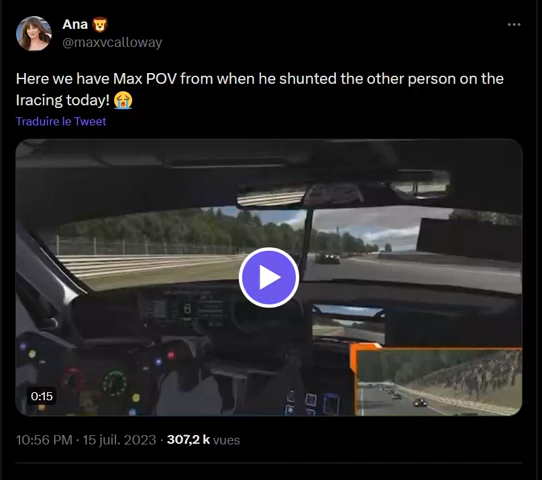 Ana 🦁
@maxvcalloway
Here we have Max POV from when he shunted the other person on the
Iracing today! 😭
Traduire le Tweet
6
0:15
10:56 PM · 15 juil. 2023 · 307,2 k vues